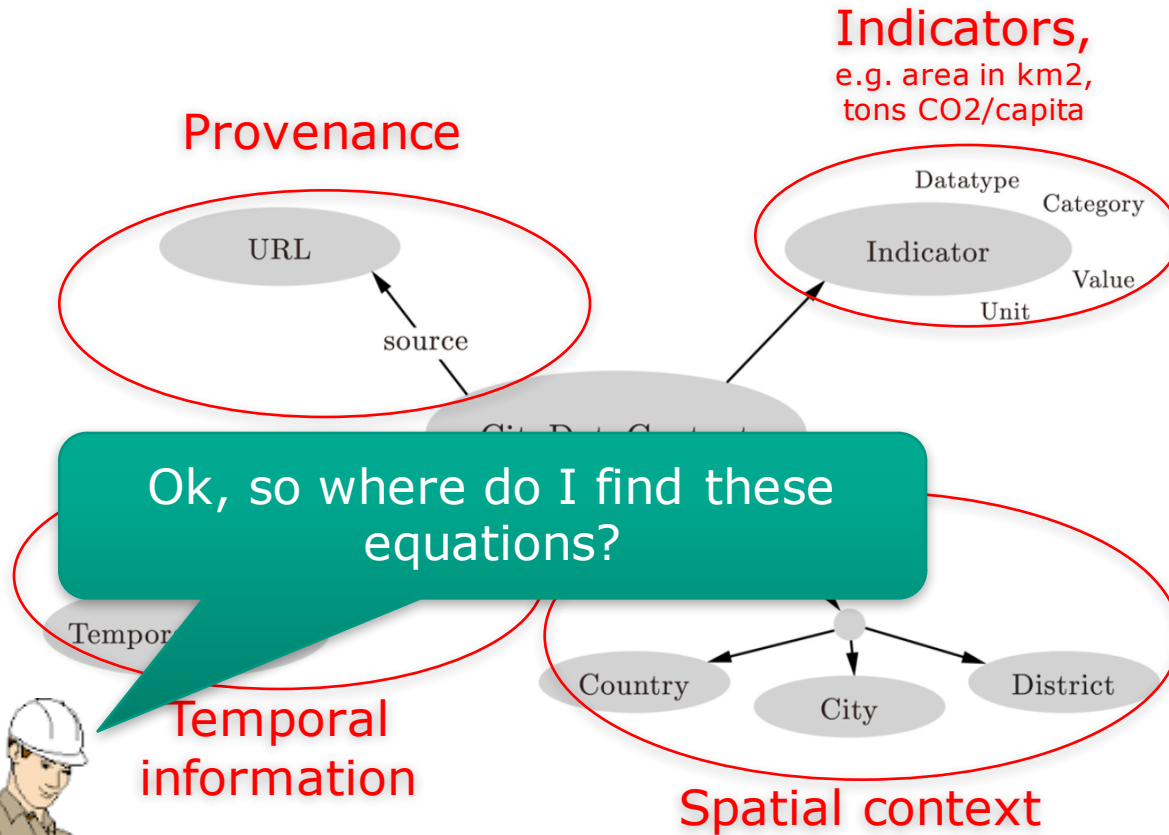 Indicators,
e.g. area in km2,
tons CO2/capita
Provenance
Datatype
Category
URL
Indicator
Value
Unit
source
Ok, so where do I find these
equations?
Country
City
District
Temporal
information
Spatial context